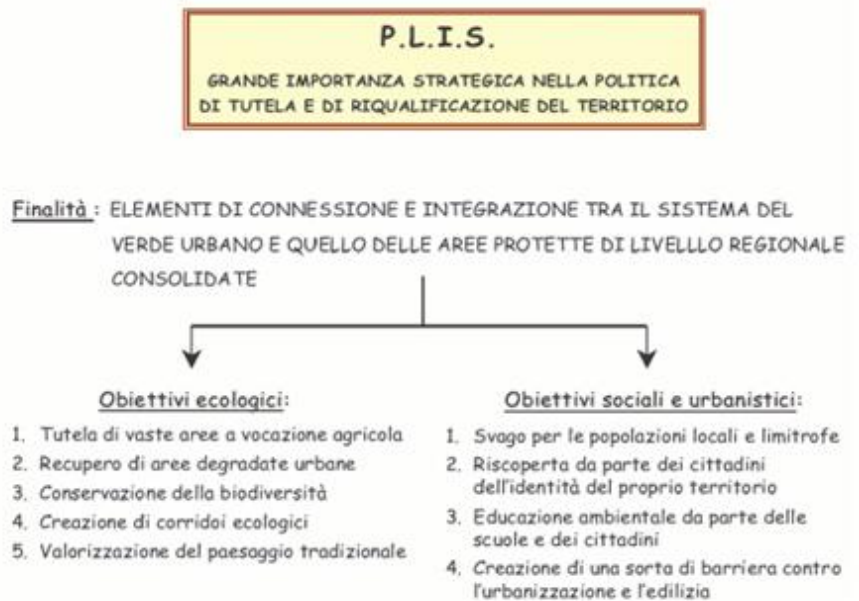 P.L.I.S.
GRANDE IMPORTANZA STRATEGICA NELLA POLITICA
DI TUTELA E DI RIQUALIFICAZIONE DEL TERRITORIO
Finalità : ELEMENTI DI CONNESSIONE E INTEGRAZIONE TRA IL SISTEMA DEL
VERDE URBANO E QUELLO DELLE AREE PROTETTE DI LIVELLLO REGIONALE
CONSOLIDATE
Obiettivi ecologici:
1. Tutela di vaste aree a vocazione agricola
2. Recupero di aree degradate urbane
3. Conservazione della biodiversità
4. Creazione di corridoi ecologici
5. Valorizzazione del paesaggio tradizionale
Obiettivi sociali e urbanistici:
1. Svago per le popolazioni locali e limitrofe
2. Riscoperta da parte dei cittadini
dell'identità del proprio territorio
3. Educazione ambientale da parte delle
scuole e dei cittadini
4. Creazione di una sorta di barriera contro
l'urbanizzazione e l'edilizia